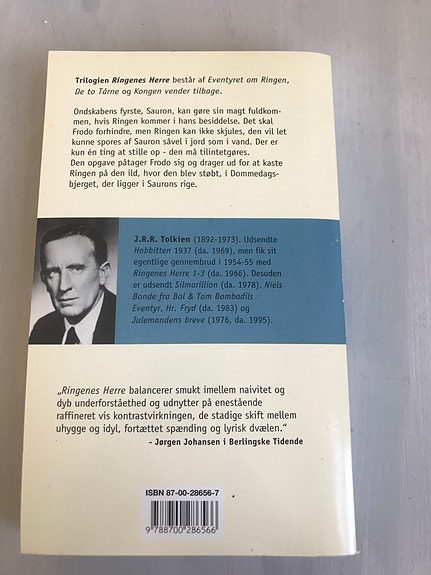 Trilogien Ringenes Herre består af Eventyret om Ringen,
De to Tårne og Kongen vender tilbage.
Ondskabens fyrste, Sauron, kan gøre sin magt fuldkom-
men, hvis Ringen kommer i hans besiddelse. Det skal
Frodo forhindre, men Ringen kan ikke skjules, den vil let
kunne spores af Sauron såvel i jord som i vand. Der er
kun én ting at stille op - den må tilintetgøres.
Den opgave påtager Frodo sig og drager ud for at kaste
Ringen på den ild, hvor den blev støbt, i Dommedags-
bjerget, der ligger i Saurons rige.
J.R.R. Tolkien (1892-1973). Udsendte
Hobbitten 1937 (da. 1969), men fik sit
egentlige gennembrud i 1954-55 med
Ringenes Herre 1-3 (da. 1966). Desuden
er udsendt Silmarillion (da. 1978), Niels
Bonde fra Bol & Tom Bombadils
Eventyr, Hr. Fryd (da. 1983) og
Julemandens breve (1976, da. 1995).
„Ringenes Herre balancerer smukt imellem naivitet og
dyb underforståethed og udnytter på enestående
raffineret vis kontrastvirkningen, de stadige skift mellem
uhygge og idyl, fortættet spænding og lyrisk dvælen.“
- Jørgen Johansen i Berlingske Tidende
ISBN 87-00-28656-7
9 788700 286566